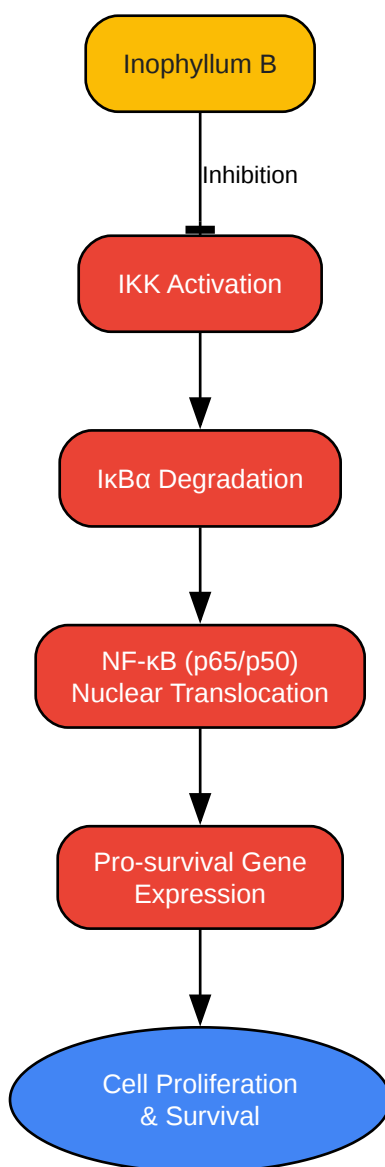 Inophyllum B
Inhibition
IKK Activation
IκBα Degradation
NF-κB (p65/p50)
Nuclear Translocation
Pro-survival Gene
Expression
Cell Proliferation
& Survival